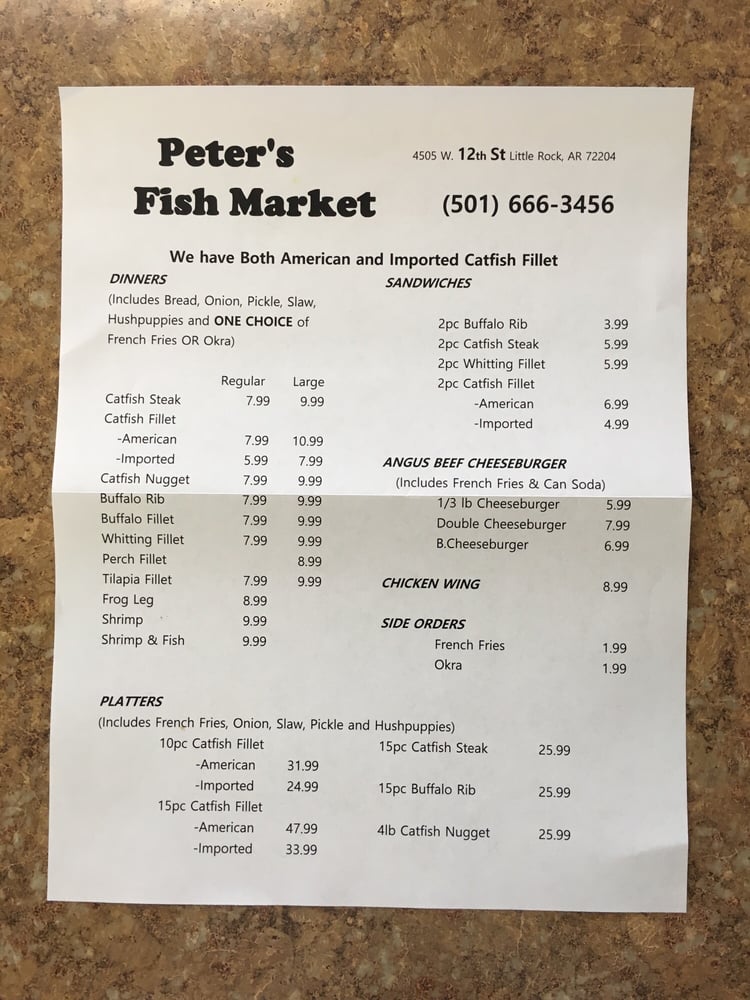 Peter's
Fish Market
4505 W. 12th St Little Rock, AR 72204
(501) 666-3456
We have Both American and Imported Catfish Fillet
DINNERS
(Includes Bread, Onion, Pickle, Slaw,
Hushpuppies and ONE CHOICE of
French Fries OR Okra)
Regular Large
Catfish Steak 7.99 9.99
Catfish Fillet
-American 7.99 10.99
-Imported 5.99 7.99
Catfish Nugget 7.99 9.99
Buffalo Rib 7.99 9.99
Buffalo Fillet 7.99 9.99
Whitting Fillet 7.99 9.99
Perch Fillet 8.99
Tilapia Fillet 7.99 9.99
Frog Leg 8.99
Shrimp 9.99
Shrimp & Fish 9.99
SANDWICHES
2pc Buffalo Rib 3.99
2pc Catfish Steak 5.99
2pc Whitting Fillet 5.99
2pc Catfish Fillet
-American 6.99
-Imported 4.99
ANGUS BEEF CHEESEBURGER
(Includes French Fries & Can Soda)
1/3 lb Cheeseburger 5.99
Double Cheeseburger 7.99
B.Cheeseburger 6.99
CHICKEN WING 8.99
SIDE ORDERS
French Fries 1.99
Okra 1.99
PLATTERS
(Includes French Fries, Onion, Slaw, Pickle and Hushpuppies)
10pc Catfish Fillet
-American 31.99
-Imported 24.99
15pc Catfish Fillet
-American 47.99
-Imported 33.99
15pc Catfish Steak 25.99
15pc Buffalo Rib 25.99
4lb Catfish Nugget 25.99